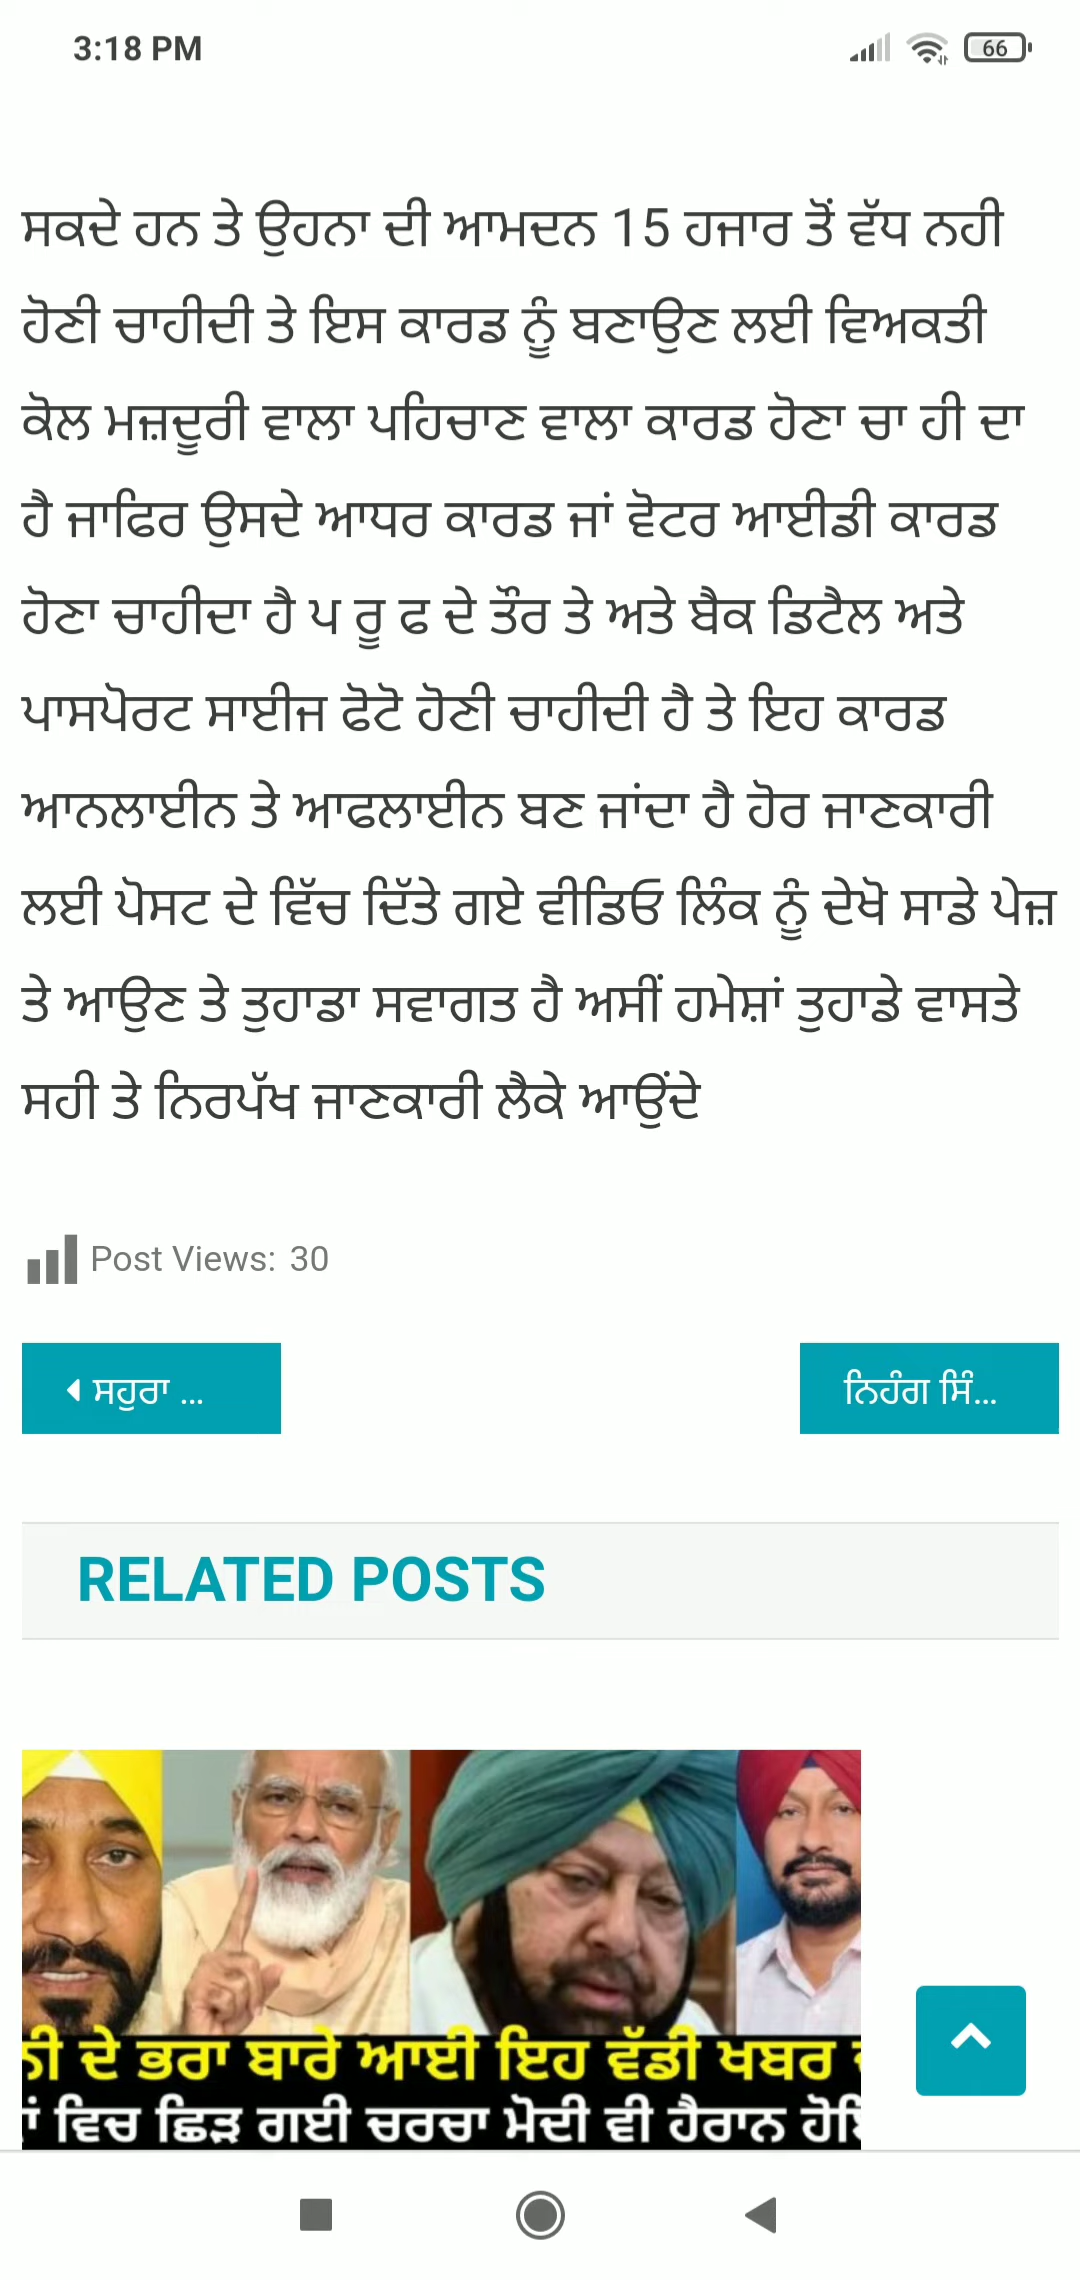 3:18 PM
66
ਸਕਦੇ ਹਨ ਤੇ ਉਹਨਾ ਦੀ ਆਮਦਨ 15 ਹਜਾਰ ਤੋਂ ਵੱਧ ਨਹੀ
ਹੋਣੀ ਚਾਹੀਦੀ ਤੇ ਇਸ ਕਾਰਡ ਨੂੰ ਬਣਾਉਣ ਲਈ ਵਿਅਕਤੀ
ਕੋਲ ਮਜ਼ਦੂਰੀ ਵਾਲਾ ਪਹਿਚਾਣ ਵਾਲਾ ਕਾਰਡ ਹੋਣਾ ਚਾ ਹੀ ਦਾ
ਹੈ ਜਾਫਿਰ ਉਸਦੇ ਆਧਰ ਕਾਰਡ ਜਾਂ ਵੋਟਰ ਆਈਡੀ ਕਾਰਡ
ਹੋਣਾ ਚਾਹੀਦਾ ਹੈ ਪ ਰੂ ਫ ਦੇ ਤੌਰ ਤੇ ਅਤੇ ਬੈਕ ਡਿਟੈਲ ਅਤੇ
ਪਾਸਪੋਰਟ ਸਾਈਜ ਫੋਟੋ ਹੋਣੀ ਚਾਹੀਦੀ ਹੈ ਤੇ ਇਹ ਕਾਰਡ
ਆਨਲਾਈਨ ਤੇ ਆਫਲਾਈਨ ਬਣ ਜਾਂਦਾ ਹੈ ਹੋਰ ਜਾਣਕਾਰੀ
ਲਈ ਪੋਸਟ ਦੇ ਵਿੱਚ ਦਿੱਤੇ ਗਏ ਵੀਡਿਓ ਲਿੰਕ ਨੂੰ ਦੇਖੋ ਸਾਡੇ ਪੇਜ਼
ਤੇ ਆਉਣ ਤੇ ਤੁਹਾਡਾ ਸਵਾਗਤ ਹੈ ਅਸੀਂ ਹਮੇਸ਼ਾਂ ਤੁਹਾਡੇ ਵਾਸਤੇ
ਸਹੀ ਤੇ ਨਿਰਪੱਖ ਜਾਣਕਾਰੀ ਲੈਕੇ ਆਉਂਦੇ
Post Views: 30
ਸਹੁਰਾ ...
ਨਿਹੰਗ ਸਿੰ...
RELATED POSTS
ਦੇ ਭਰਾ ਬਾਰੇ ਆਈ ਇਹ ਵੱਡੀ ਖਬਰ
ਵਿਚ ਛਿੜ ਗਈ ਚਰਚਾ ਮੋਦੀ ਵੀ ਹੈਰਾਨ